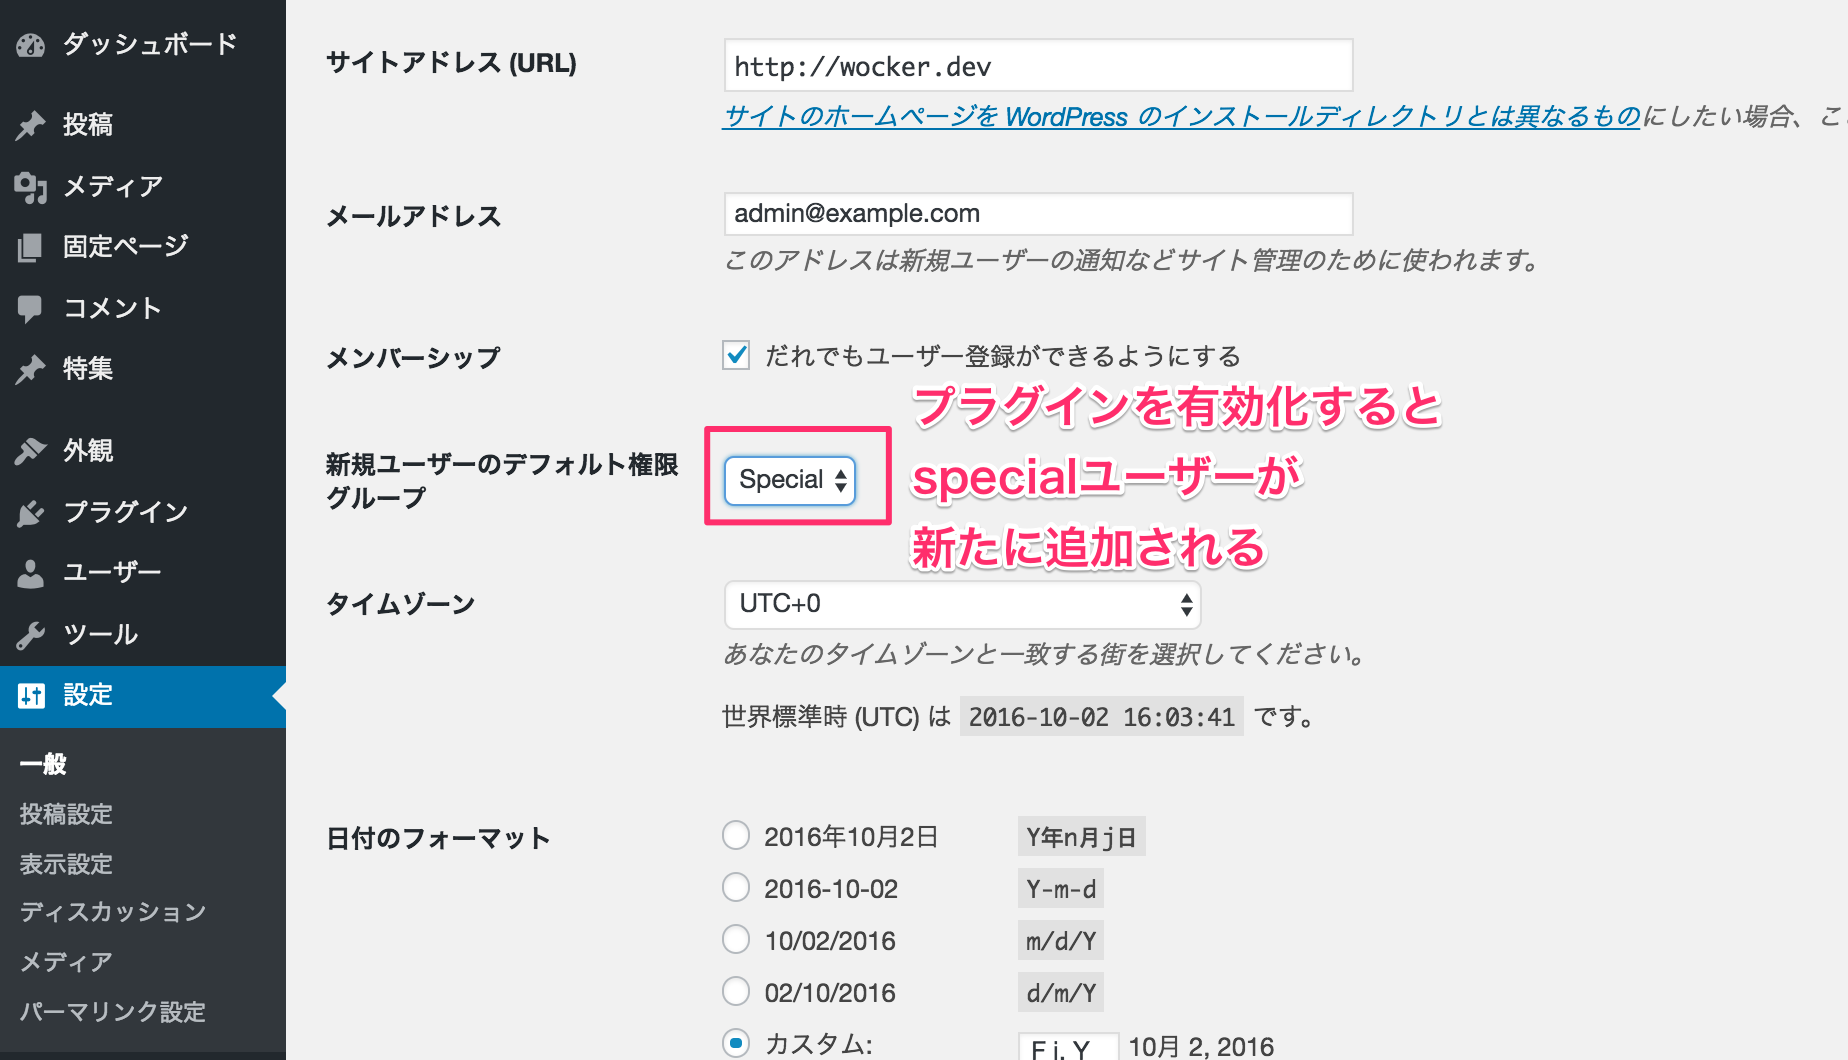 ダッシュボード
投稿
メディア
固定ページ
コメント
特集
外観
プラグイン
ユーザー
ツール
設定
一般
投稿設定
表示設定
ディスカッション
メディア
パーマリンク設定
サイトアドレス (URL)
http://wocker.dev
サイトのホームページを WordPress のインストールディレクトリとは異なるものにしたい場合、こ
メールアドレス
admin@example.com
このアドレスは新規ユーザーの通知などサイト管理のために使われます。
メンバーシップ
だれでもユーザー登録ができるようにする
プラグインを有効化すると
specialユーザーが
新たに追加される
新規ユーザーのデフォルト権限
グループ
Special
タイムゾーン
UTC+0
あなたのタイムゾーンと一致する街を選択してください。
世界標準時 (UTC) は 2016-10-02 16:03:41 です。
日付のフォーマット
2016年10月2日 Y年n月j日
2016-10-02 Y-m-d
10/02/2016 m/d/Y
02/10/2016 d/m/Y
カスタム: F j, Y 10月 2, 2016